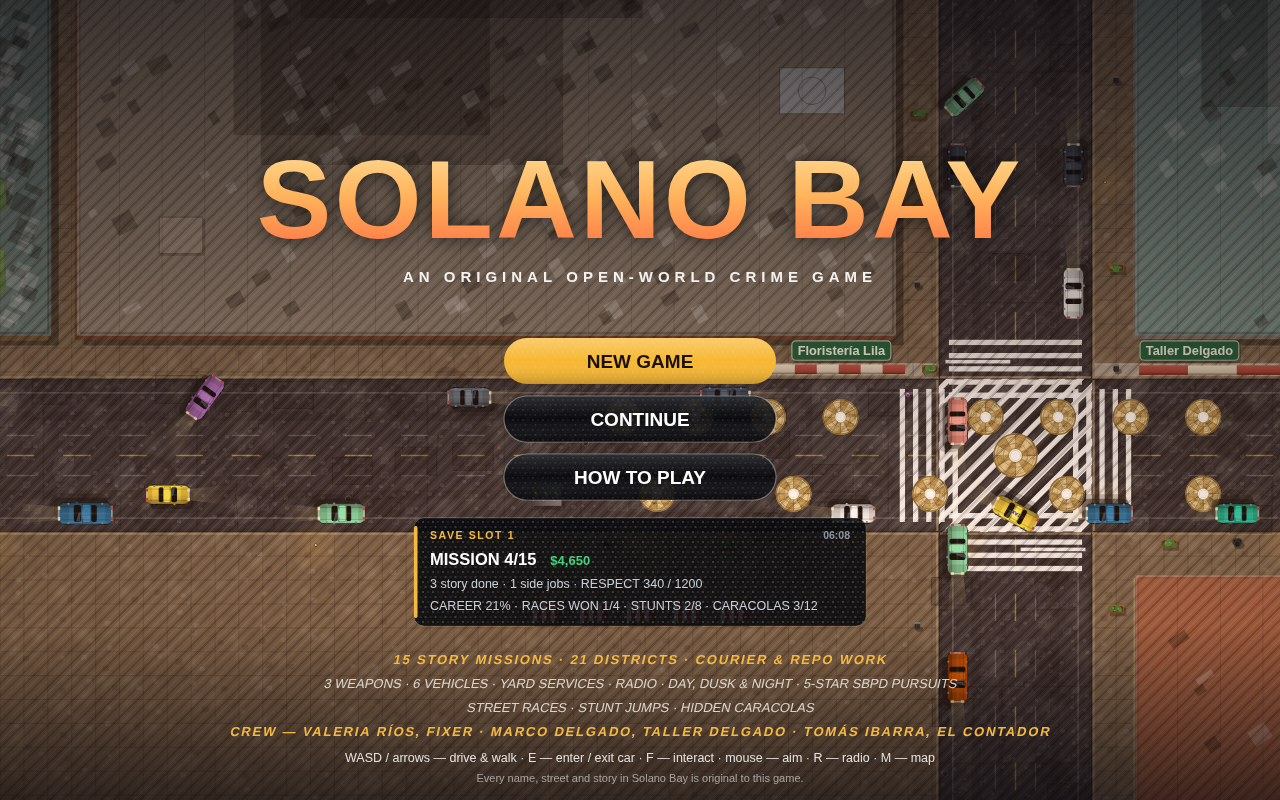 SOLANO BAY
AN ORIGINAL OPEN-WORLD CRIME GAME
Floristería Lila
Taller Delgado
NEW GAME
CONTINUE
HOW TO PLAY
SAVE SLOT 1
06:08
MISSION 4/15 $4,650
3 story done · 1 side jobs · RESPECT 340 / 1200
CAREER 21% · RACES WON 1/4 · STUNTS 2/8 · CARACOLAS 3/12
15 STORY MISSIONS · 21 DISTRICTS · COURIER & REPO WORK
3 WEAPONS · 6 VEHICLES · YARD SERVICES · RADIO · DAY, DUSK & NIGHT · 5-STAR SBPD PURSUITS
STREET RACES · STUNT JUMPS · HIDDEN CARACOLAS
CREW — VALERIA RÍOS, FIXER · MARCO DELGADO, TALLER DELGADO · TOMÁS IBARRA, EL CONTADOR
WASD / arrows — drive & walk · E — enter / exit car · F — interact · mouse — aim · R — radio · M — map
Every name, street and story in Solano Bay is original to this game.